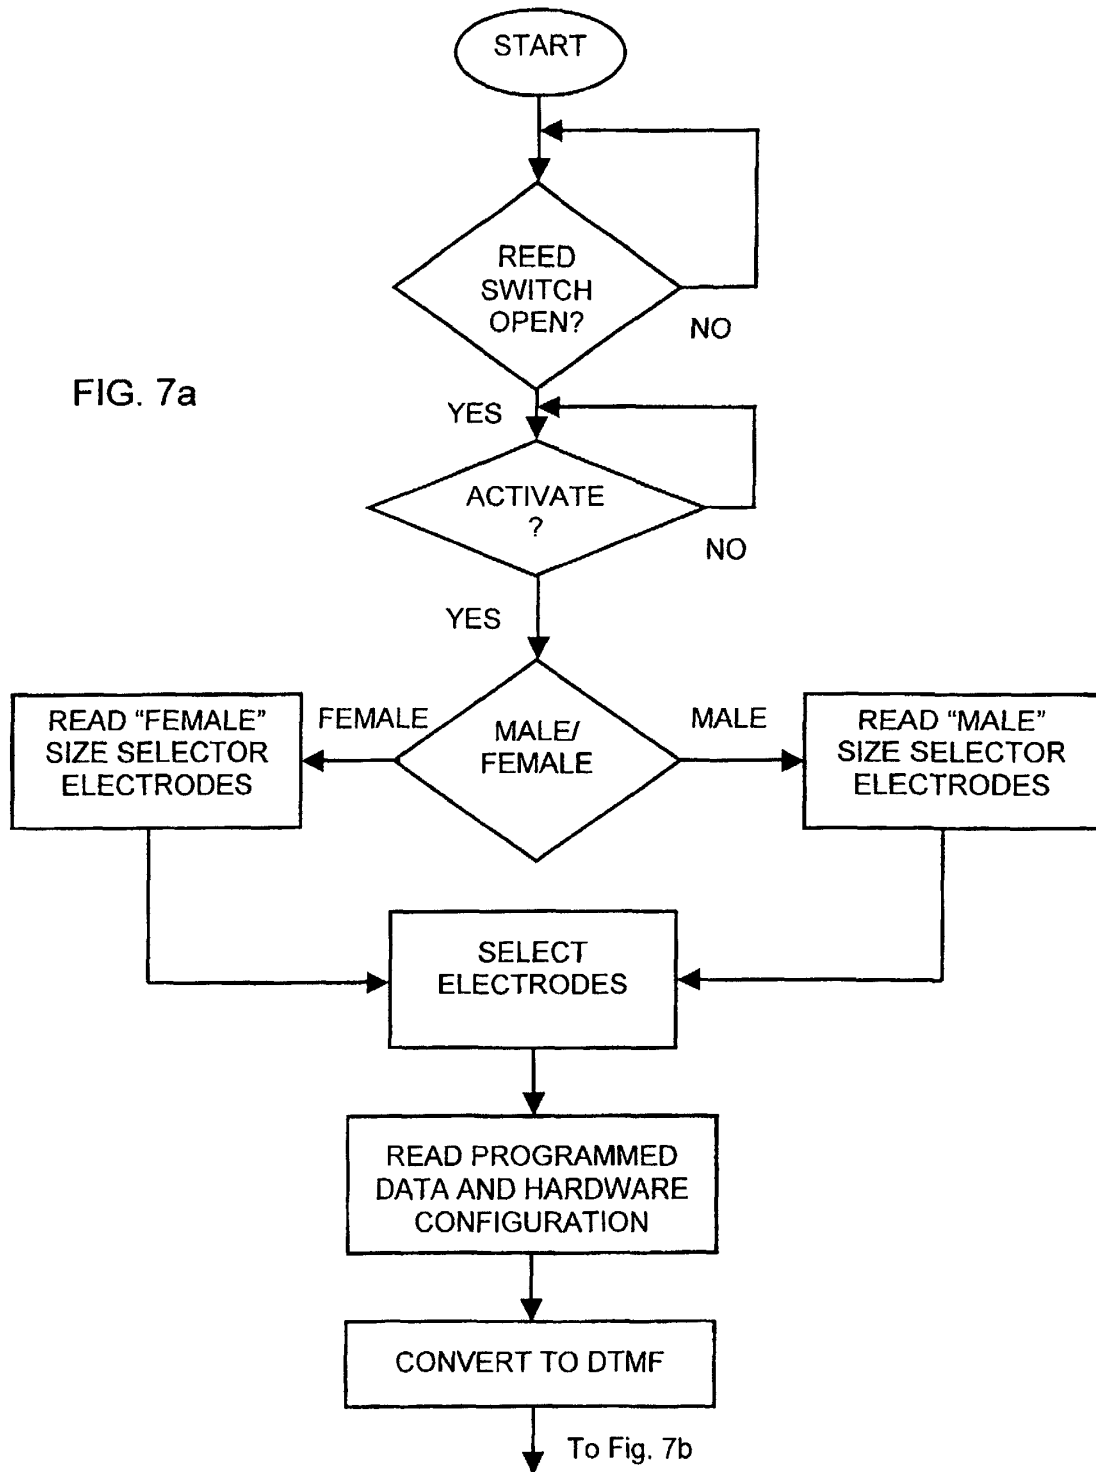 START
REED
SWITCH
OPEN?
NO
FIG. 7a
YES
ACTIVATE
?
NO
YES
READ “FEMALE”
SIZE SELECTOR
ELECTRODES
FEMALE
MALE/
FEMALE
MALE
READ “MALE”
SIZE SELECTOR
ELECTRODES
SELECT
ELECTRODES
READ PROGRAMMED
DATA AND HARDWARE
CONFIGURATION
CONVERT TO DTMF
To Fig. 7b